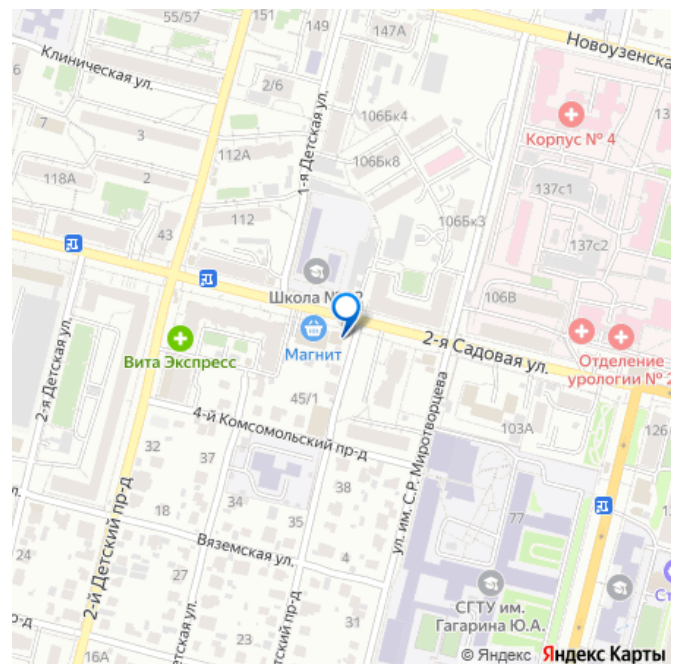 55/57
151
149
147А
Новоузенская
Клиническая ул.
2/6
1-я Детская ул.
106Бк4
Корпус № 4
7
3
112А
106Бк8
137с1
118А
2
112
106Бк3
43
137с2
Школа №
106В
2-я Садовая ул.
Вита Экспресс
Магнит
Отделение
урологии № 2
2-я Детская ул.
45/1
4-й Комсомольский пр-д
ул. им. С.Р. Миротворцева
103А
126
32
37
2-й Детский пр-д
38
34
18
35
77
Вяземская ул.
24
4
27
СГТУ им.
Гагарина Ю.А.
23
31
16А
© Яндекс Яндекс Карты